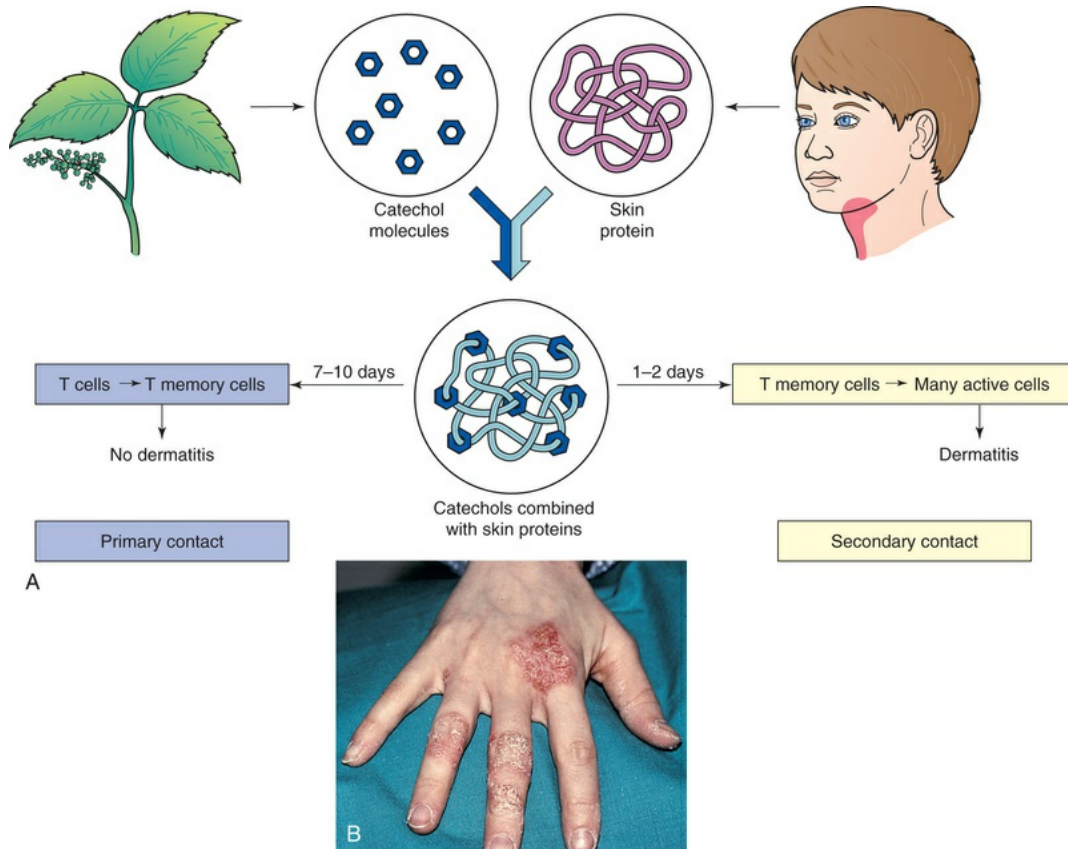 Catechol
molecules
Skin
protein
T cells → T memory cells
7–10 days
1–2 days
T memory cells → Many active cells
No dermatitis
Dermatitis
Catechols combined
with skin proteins
Primary contact
Secondary contact
A
B